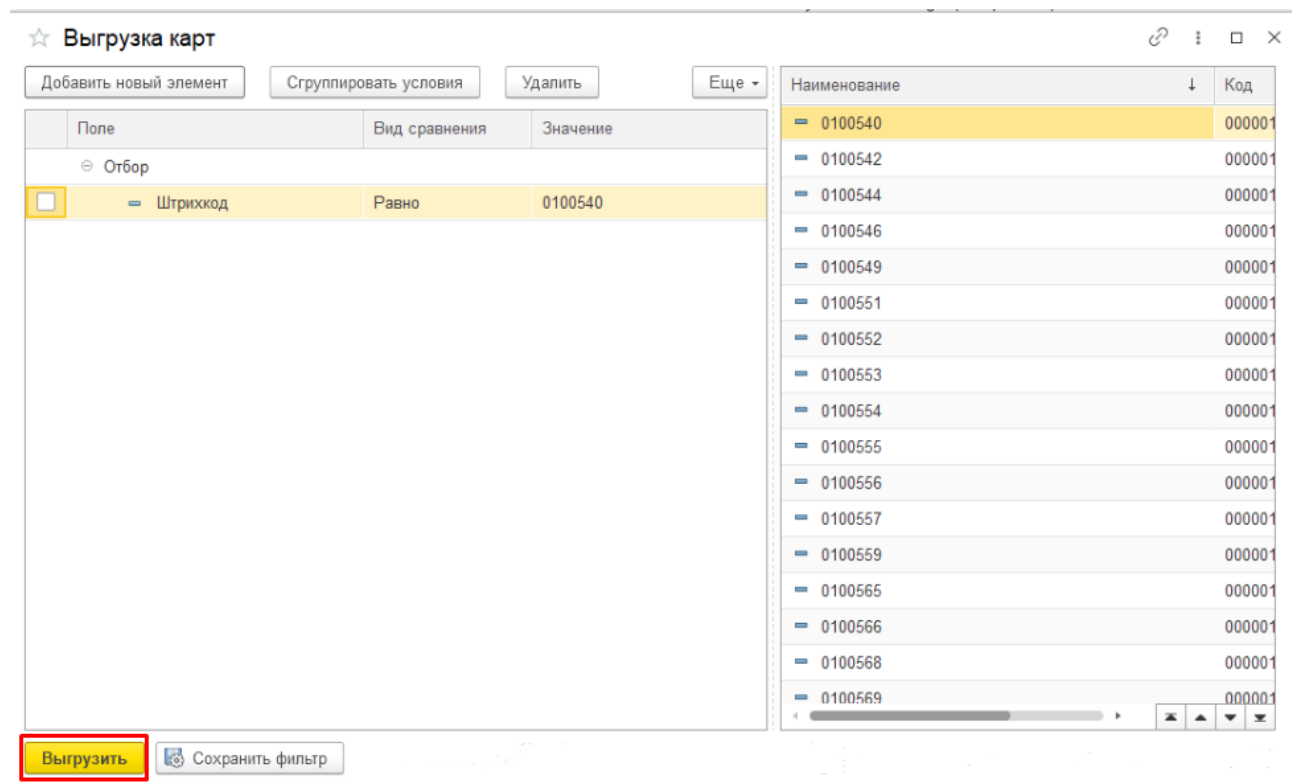 Выгрузка карт
Добавить новый элемент Сгруппировать условия Удалить Еще
Поле Вид сравнения Значение
Отбор
Штрихкод Равно 0100540
Наименование Код
0100540 000001
0100542 000001
0100544 000001
0100546 000001
0100549 000001
0100551 000001
0100552 000001
0100553 000001
0100554 000001
0100555 000001
0100556 000001
0100557 000001
0100559 000001
0100565 000001
0100566 000001
0100568 000001
0100569 000001
Выгрузить Сохранить фильтр